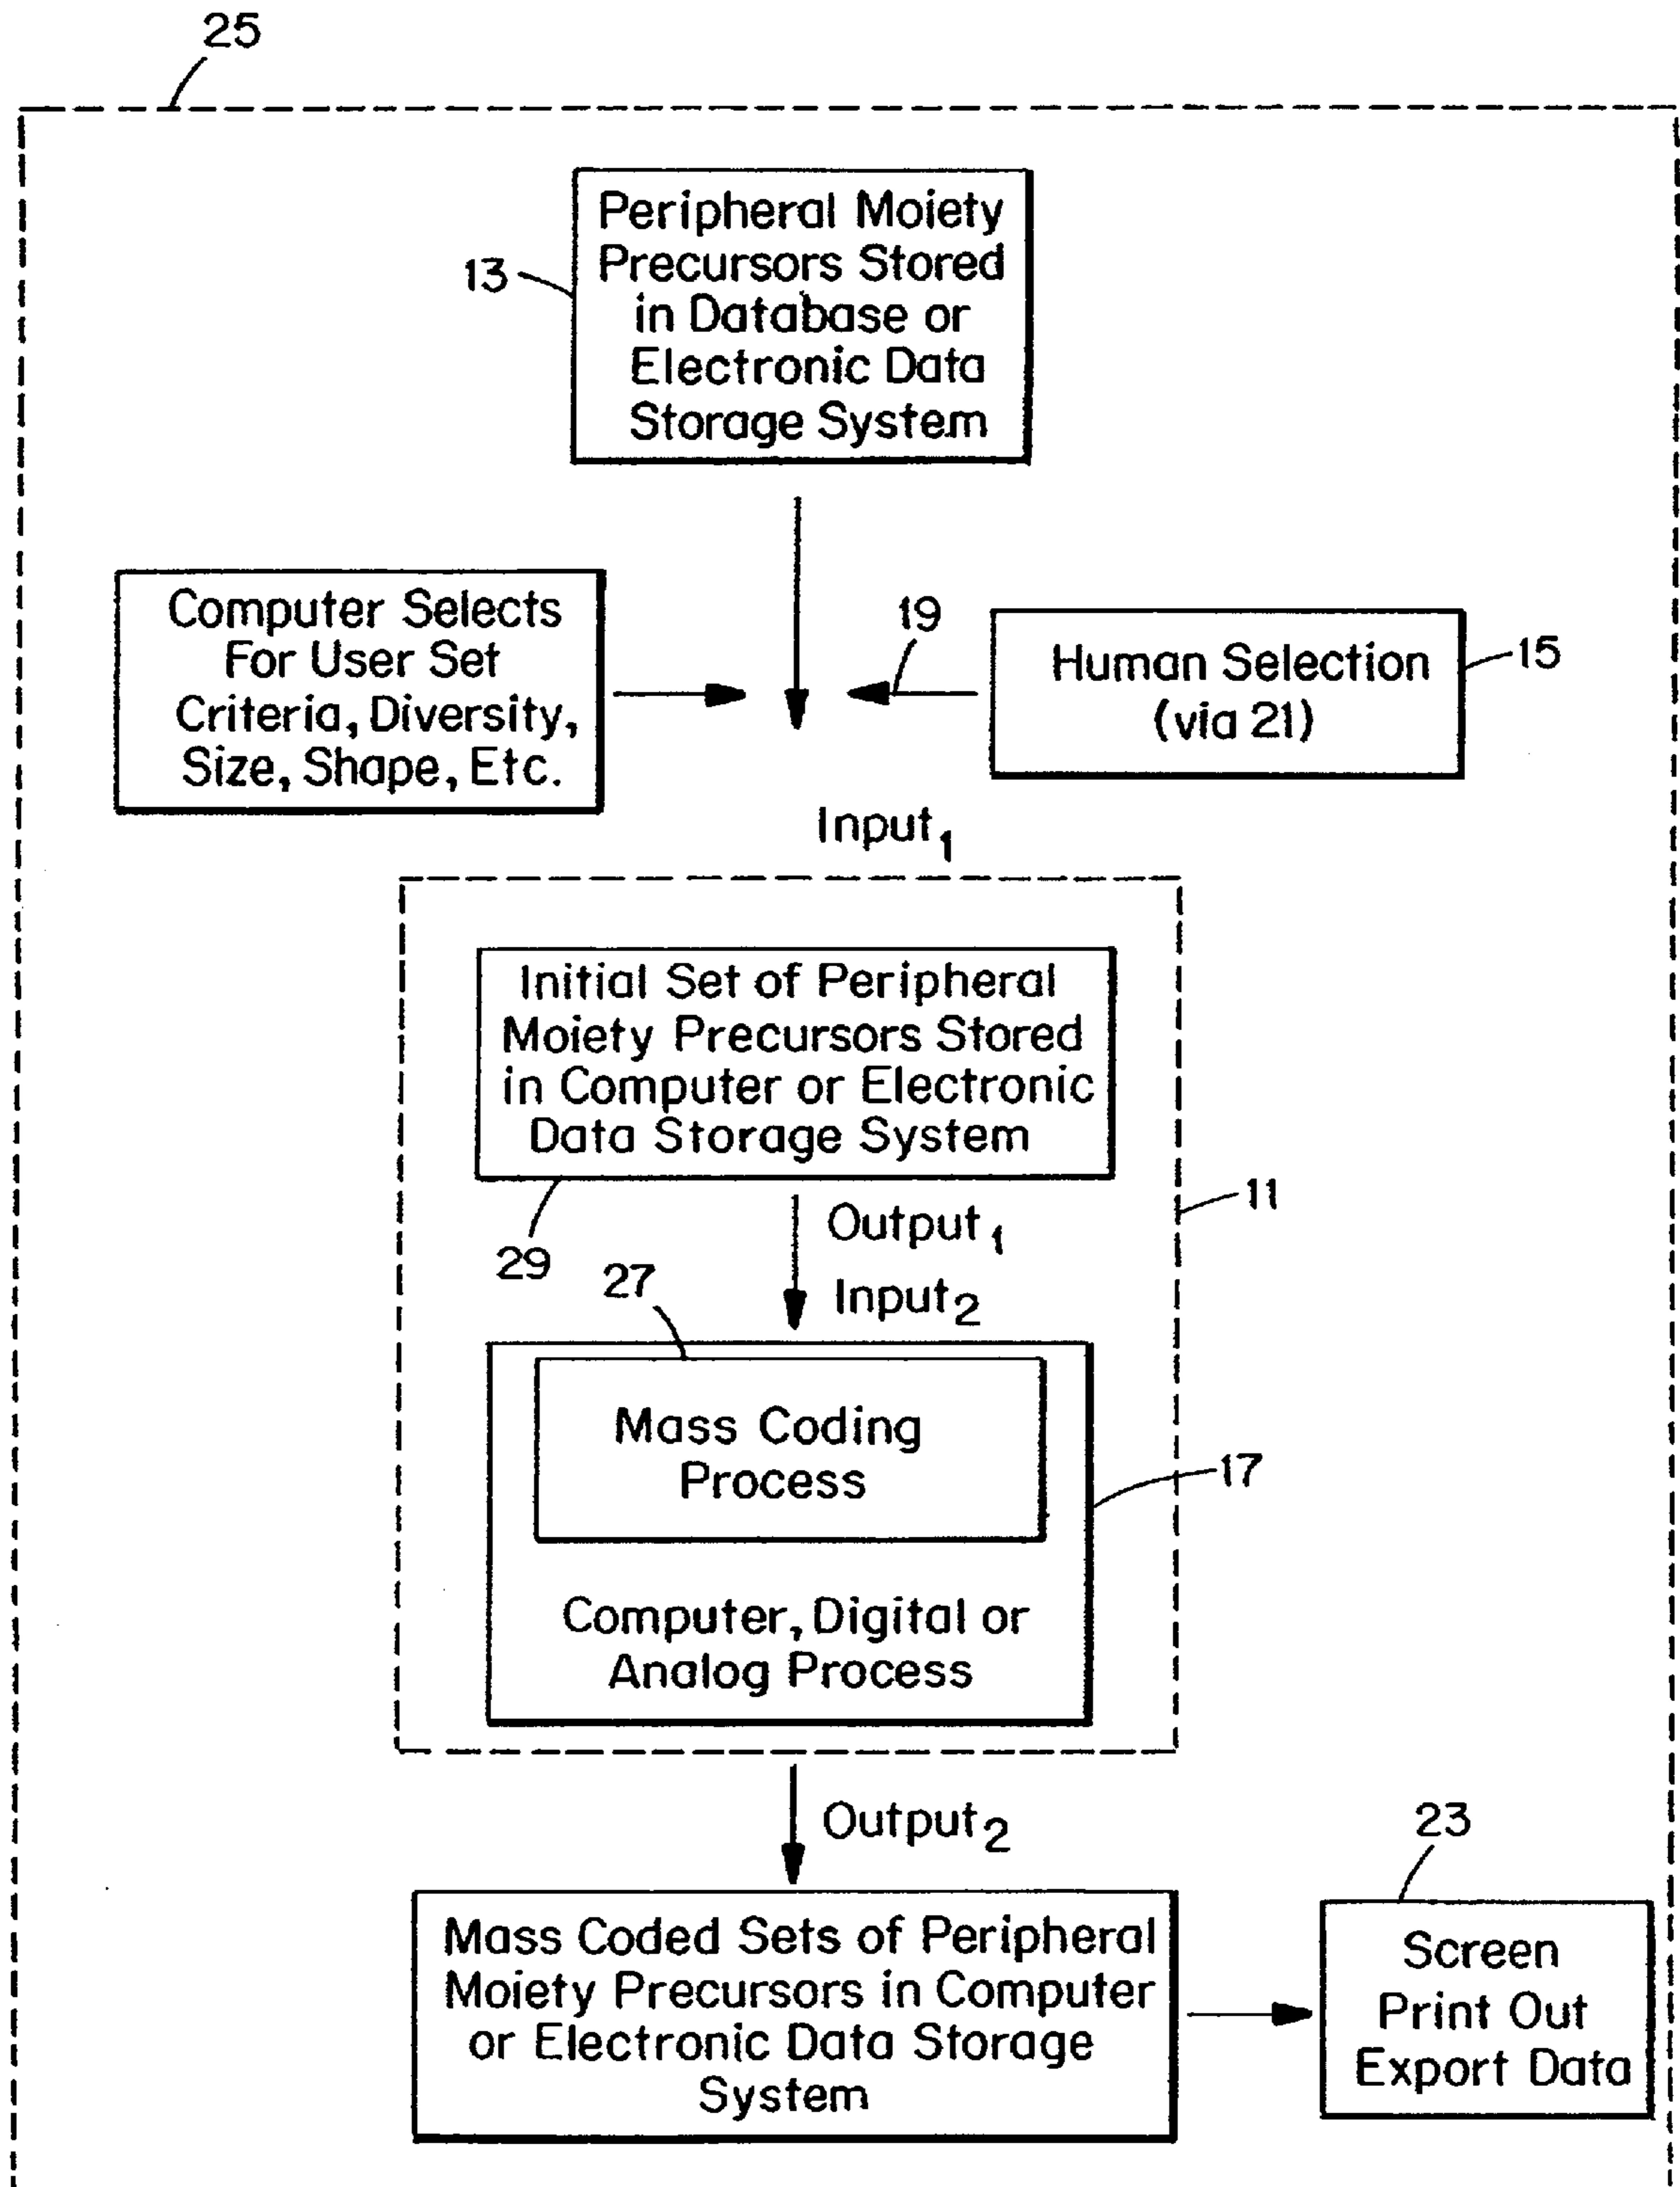 25
Peripheral Moiety
Precursors Stored
in Database or
Electronic Data
Storage System
13
Computer Selects
For User Set
Criteria, Diversity,
Size, Shape, Etc.
19
Human Selection
(via 21)
15
Input₁
Initial Set of Peripheral
Moiety Precursors Stored
in Computer or Electronic
Data Storage System
29
11
Output₁
Input₂
27
Mass Coding
Process
17
Computer, Digital or
Analog Process
Output₂
23
Mass Coded Sets of Peripheral
Moiety Precursors in Computer
or Electronic Data Storage
System
Screen
Print Out
Export Data